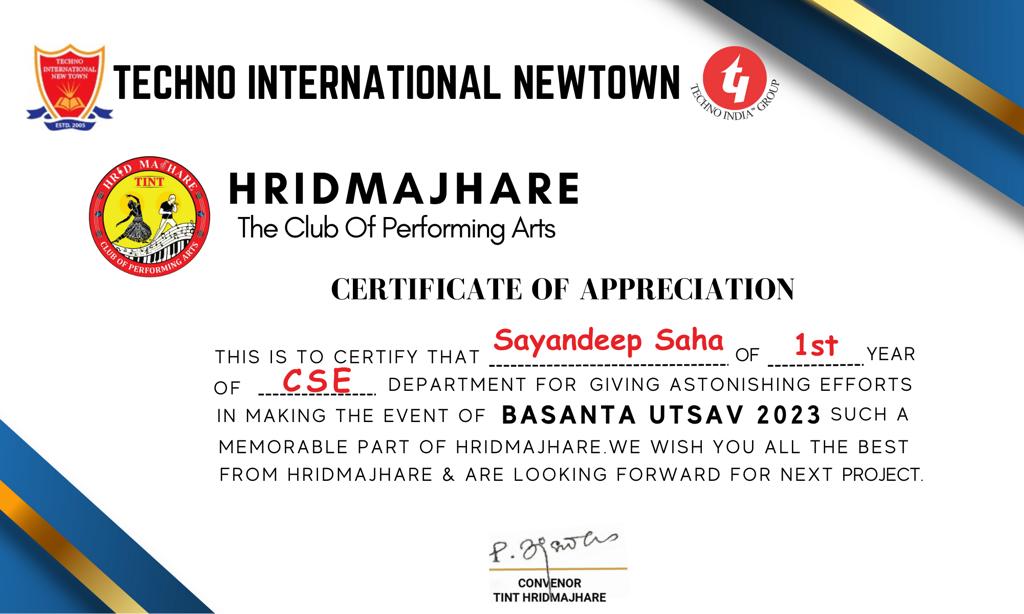 TECHNO
INTERNATIONAL
NEW TOWN
ESTD. 2005
TECHNO INTERNATIONAL NEWTOWN
TECHNO INDIA™ GROUP
HRID MAJHARE
TINT
CLUB OF PERFORMING ARTS
HRIDMAJHARE
The Club Of Performing Arts
CERTIFICATE OF APPRECIATION
THIS IS TO CERTIFY THAT Sayandeep Saha OF 1st YEAR
OF CSE DEPARTMENT FOR GIVING ASTONISHING EFFORTS
IN MAKING THE EVENT OF BASANTA UTSAV 2023 SUCH A
MEMORABLE PART OF HRIDMAJHARE.WE WISH YOU ALL THE BEST
FROM HRIDMAJHARE & ARE LOOKING FORWARD FOR NEXT PROJECT.
CONVENOR
TINT HRIDMAJHARE